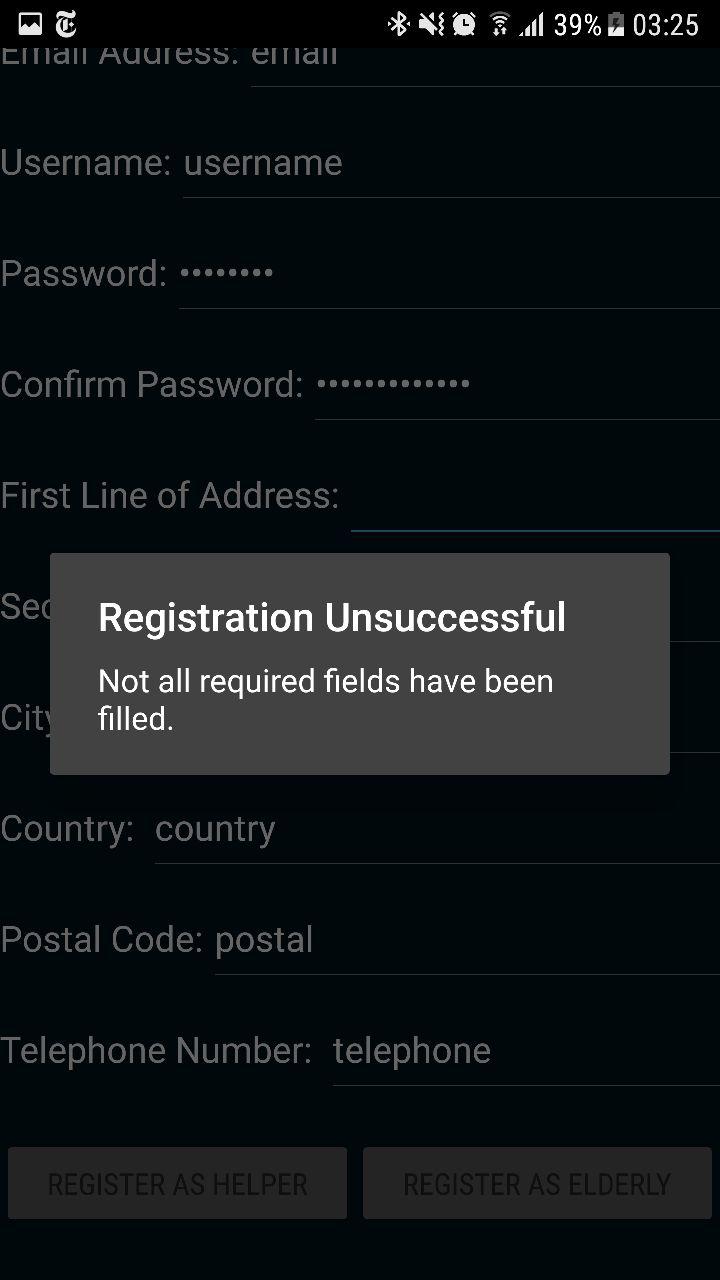 39% 03:25
Email Address: email
Username: username
Password: ••••••••
Confirm Password: •••••••••••••
First Line of Address:
Sec
City
Registration Unsuccessful
Not all required fields have been
filled.
Country: country
Postal Code: postal
Telephone Number: telephone
REGISTER AS HELPER REGISTER AS ELDERLY